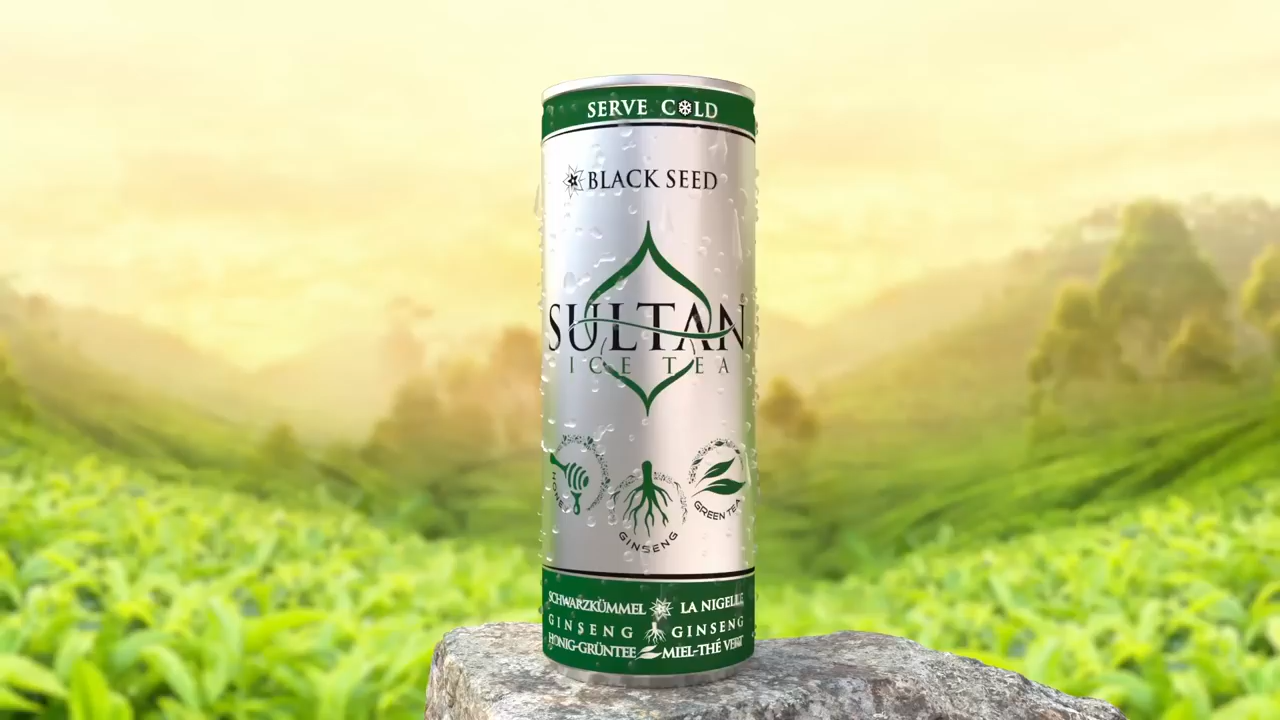 SERVE COLD
BLACK SEED
SULTAN
ICE TEA
HONEY
GINSENG
GREEN TEA
SCHWARZKÜMMEL LA NIGELLE
GINSENG GINSENG
HONIG-GRÜNTEE MIEL-THÉ VERT